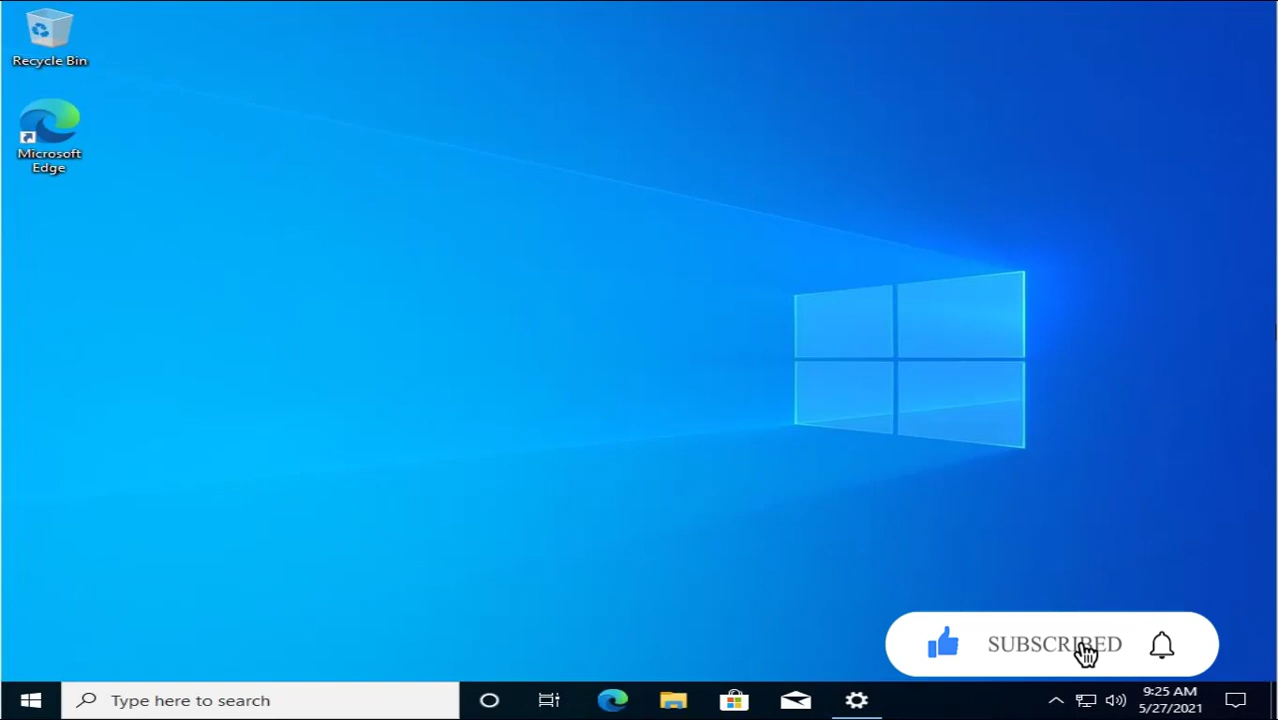 Recycle Bin
Microsoft
Edge
SUBSCRIBED
Type here to search
9:25 AM
5/27/2021